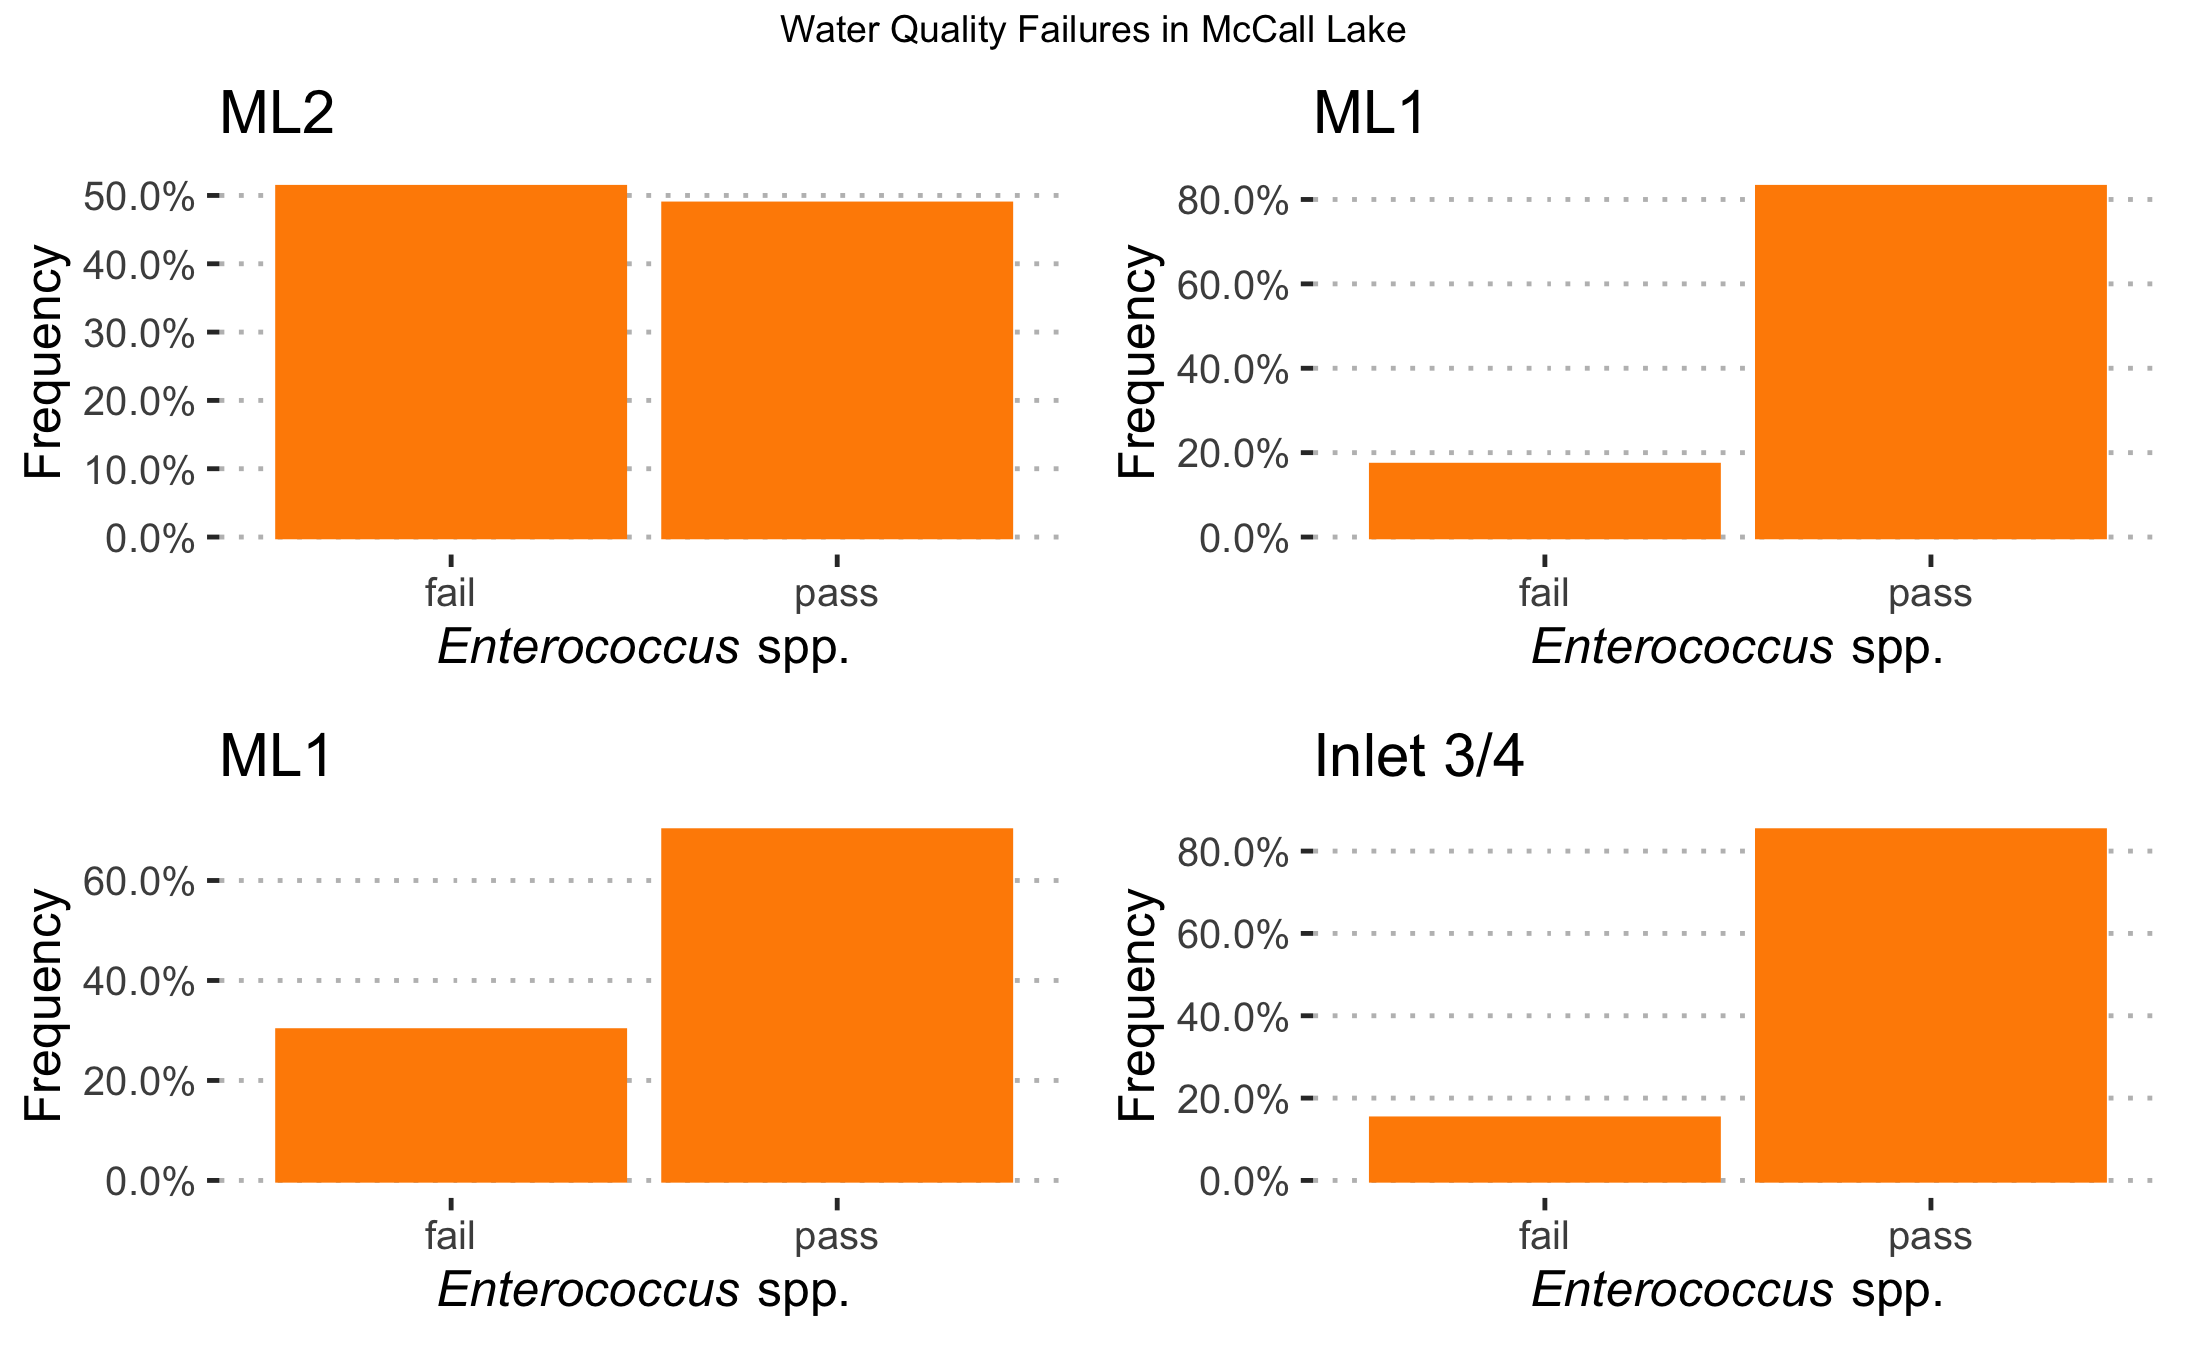 Water Quality Failures in McCall Lake
ML2
Frequency
50.0%
40.0%
30.0%
20.0%
10.0%
0.0%
fail pass
Enterococcus spp.
ML1
Frequency
80.0%
60.0%
40.0%
20.0%
0.0%
fail pass
Enterococcus spp.
ML1
Frequency
60.0%
40.0%
20.0%
0.0%
fail pass
Enterococcus spp.
Inlet 3/4
Frequency
80.0%
60.0%
40.0%
20.0%
0.0%
fail pass
Enterococcus spp.